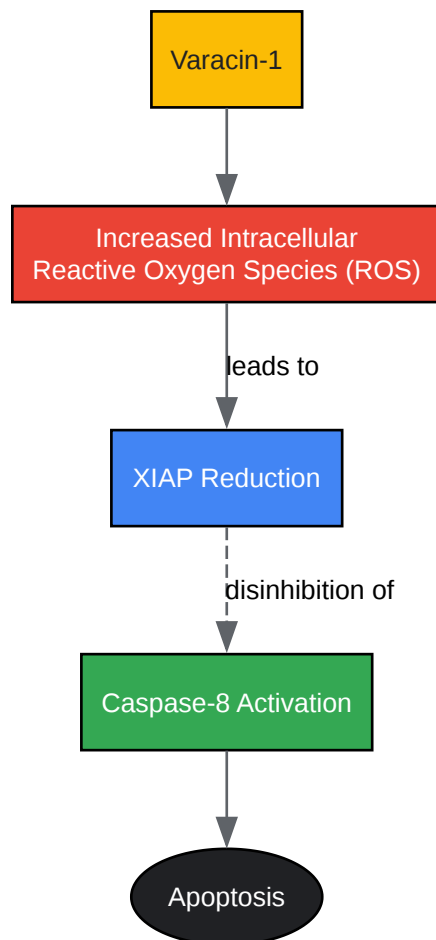 Varacin-1
Increased Intracellular
Reactive Oxygen Species (ROS)
leads to
XIAP Reduction
disinhibition of
Caspase-8 Activation
Apoptosis